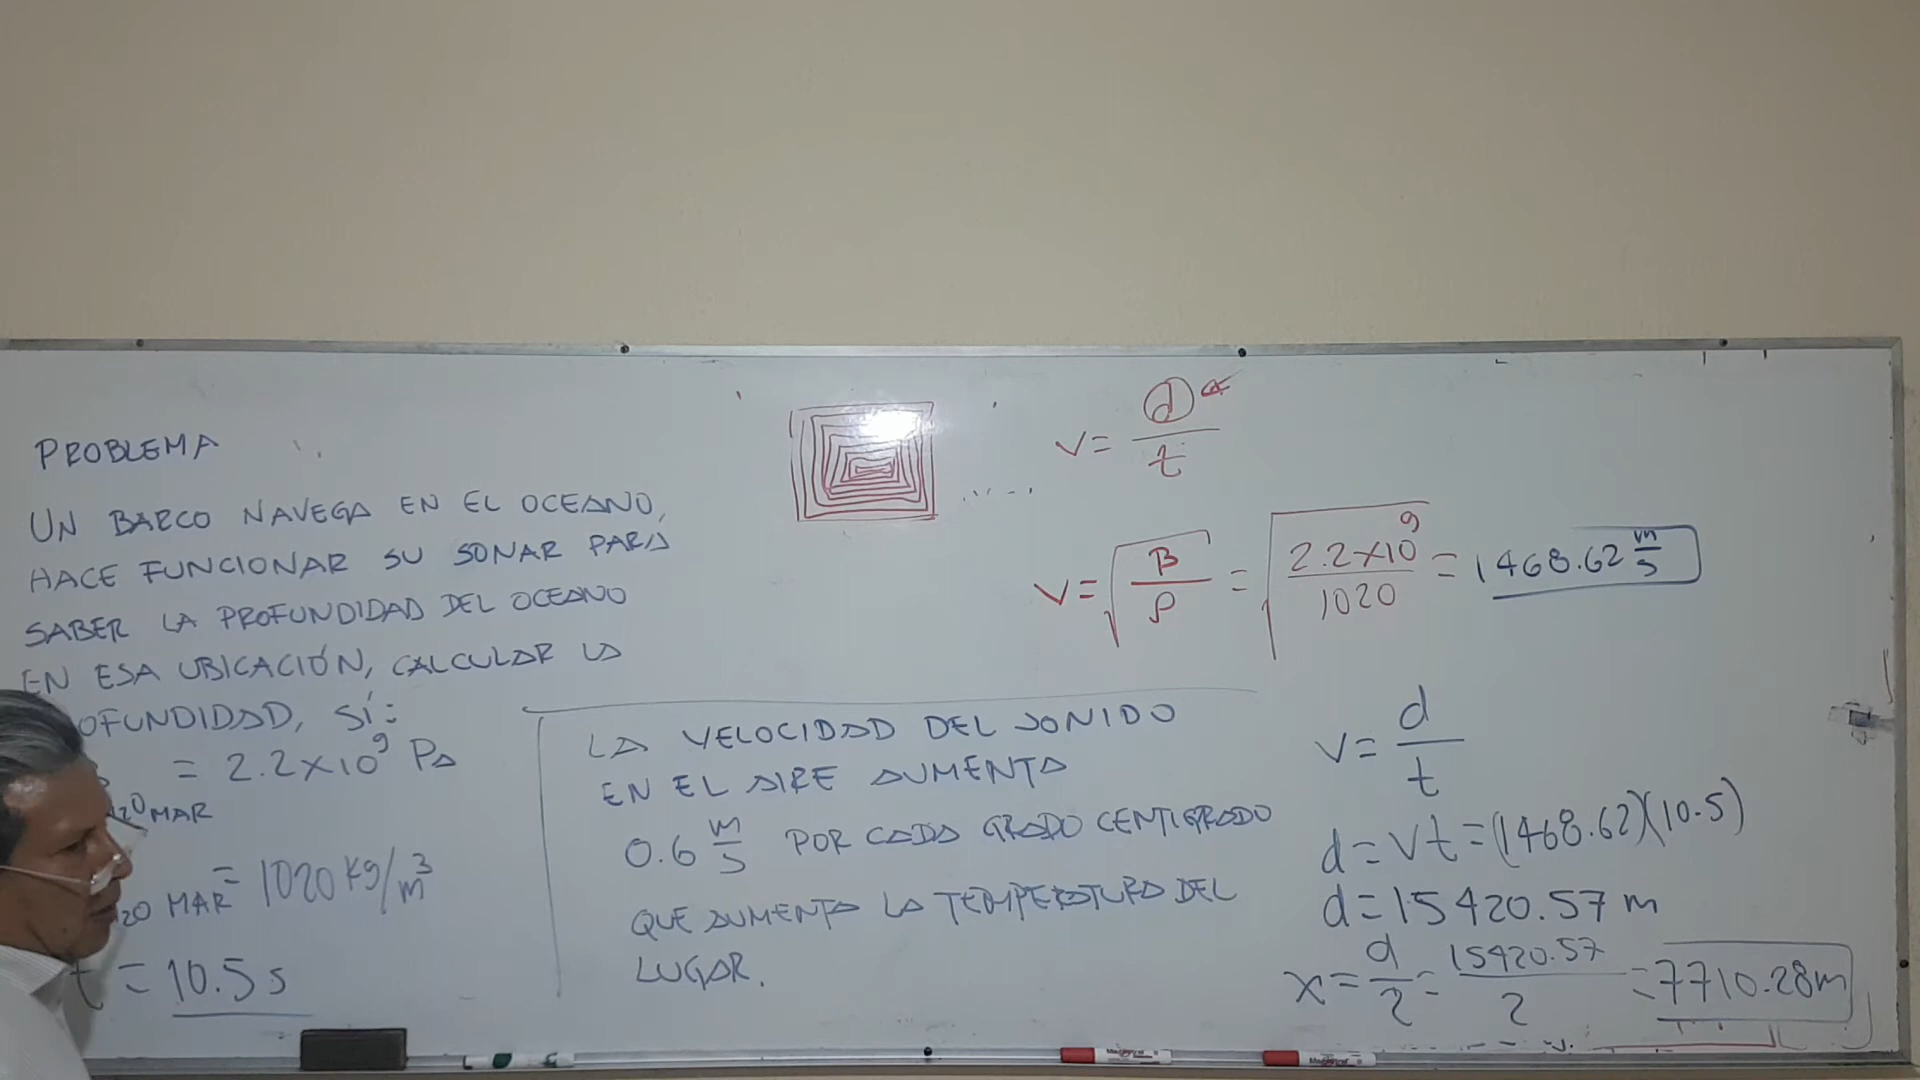 PROBLEMA
UN BARCO NAVEGA EN EL OCEANO,
HACE FUNCIONAR SU SONAR PARA
SABER LA PROFUNDIDAD DEL OCEANO
EN ESA UBICACIÓN, CALCULAR LA
OFUNDIDAD, SÍ:
= 2.2x10⁹ Pa
MAR
MAR = 1020 kg/m³
t = 10.5 s
LA VELOCIDAD DEL SONIDO
EN EL AIRE AUMENTA
0.6 m/s POR CADA GRADO CENTIGRADO
QUE AUMENTA LA TEMPERATURA DEL
LUGAR.
v = d/t
v = √(B/ρ) = √(2.2x10⁹/1020) = 1468.62 m/s
v = d/t
d = vt = (1468.62)(10.5)
d = 15420.57 m
x = d/2 = 15420.57/2 = 7710.28m